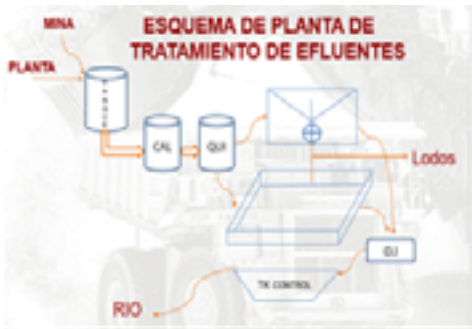 MINA
ESQUEMA DE PLANTA DE
TRATAMIENTO DE EFLUENTES
PLANTA
CAL
QUI
Lodos
TK CONTROL
RIO